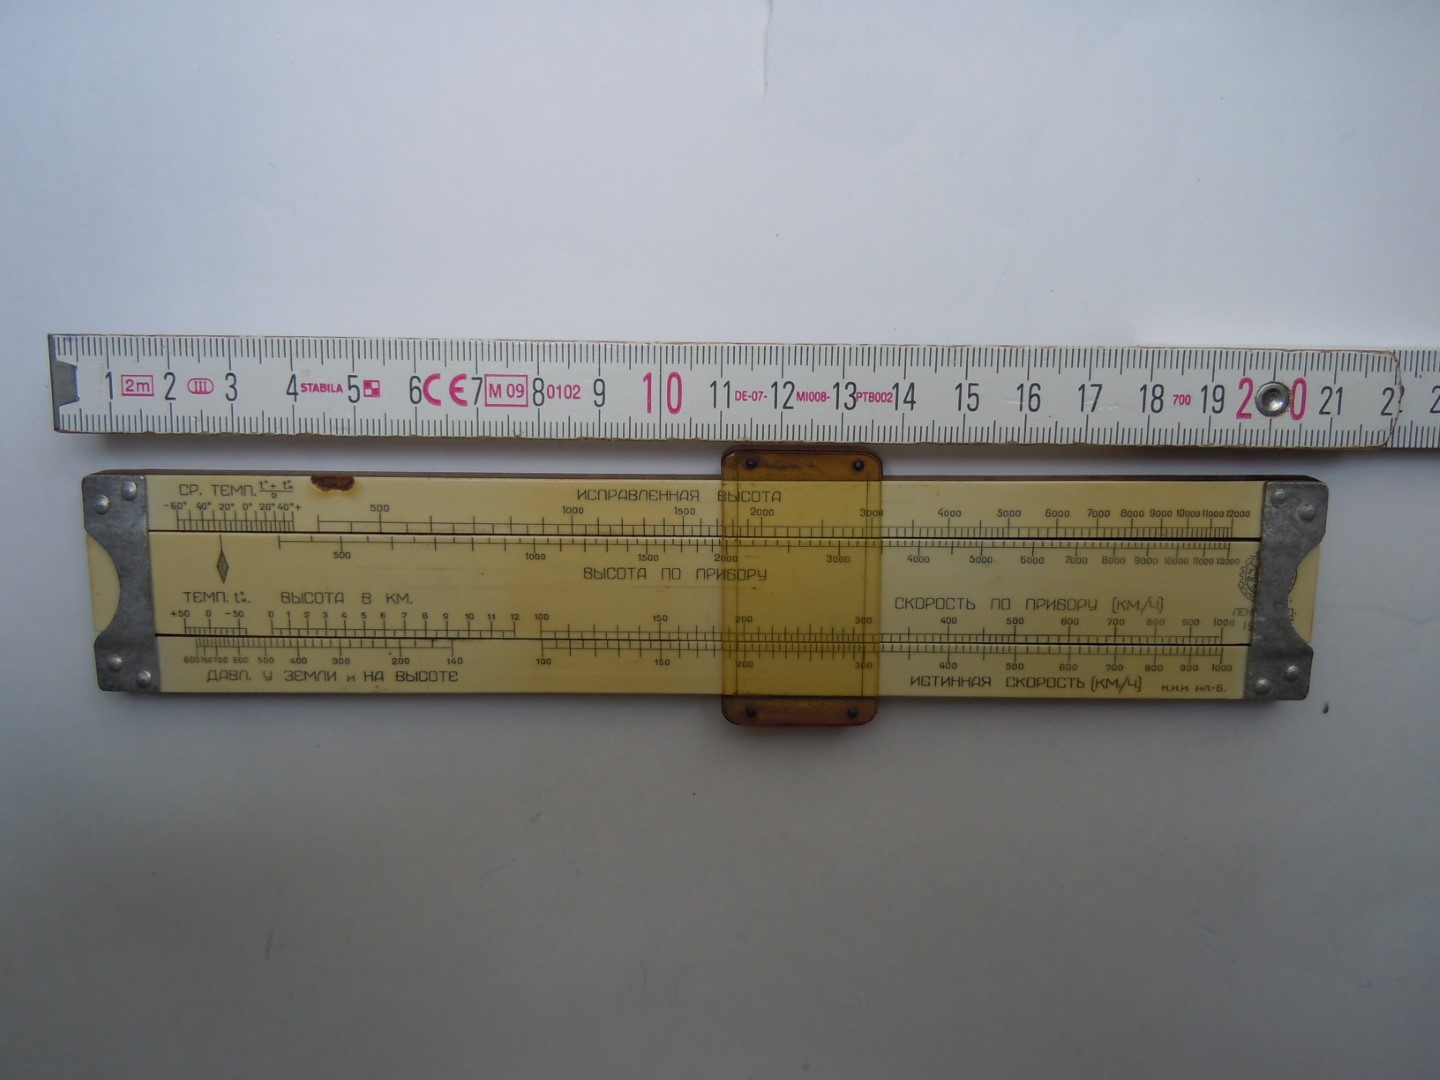 1 2m 2 III 3 4 STABILA 5 6 CE 7 M 09 8 0102 9 10 11 DE-07- 12 MI008- 13 PTB002 14 15 16 17 18 700 19 20 21 2
СР. ТЕМП. ИСПРАВЛЕННАЯ ВЫСОТА
-60° 40° 20° 0° 20° 40°+ 500 1000 1500 2000 3000 4000 5000 6000 7000 8000 9000 10000 11000 12000
500 1000 1500 2000 3000 4000 5000 6000 7000 8000 9000 10000 11000 12000
ВЫСОТА ПО ПРИБОРУ
ТЕМП. ВЫСОТА В КМ. СКОРОСТЬ ПО ПРИБОРУ (КМ/Ч)
+50 0 -50 0 1 2 3 4 5 6 7 8 9 10 11 12 100 150 200 300 400 500 600 700 800 900 1000
800 760 700 600 500 400 300 200 140 100 150 200 300 400 500 600 700 800 900 1000
ДАВЛ. У ЗЕМЛИ и НА ВЫСОТЕ ИСТИННАЯ СКОРОСТЬ (КМ/Ч)